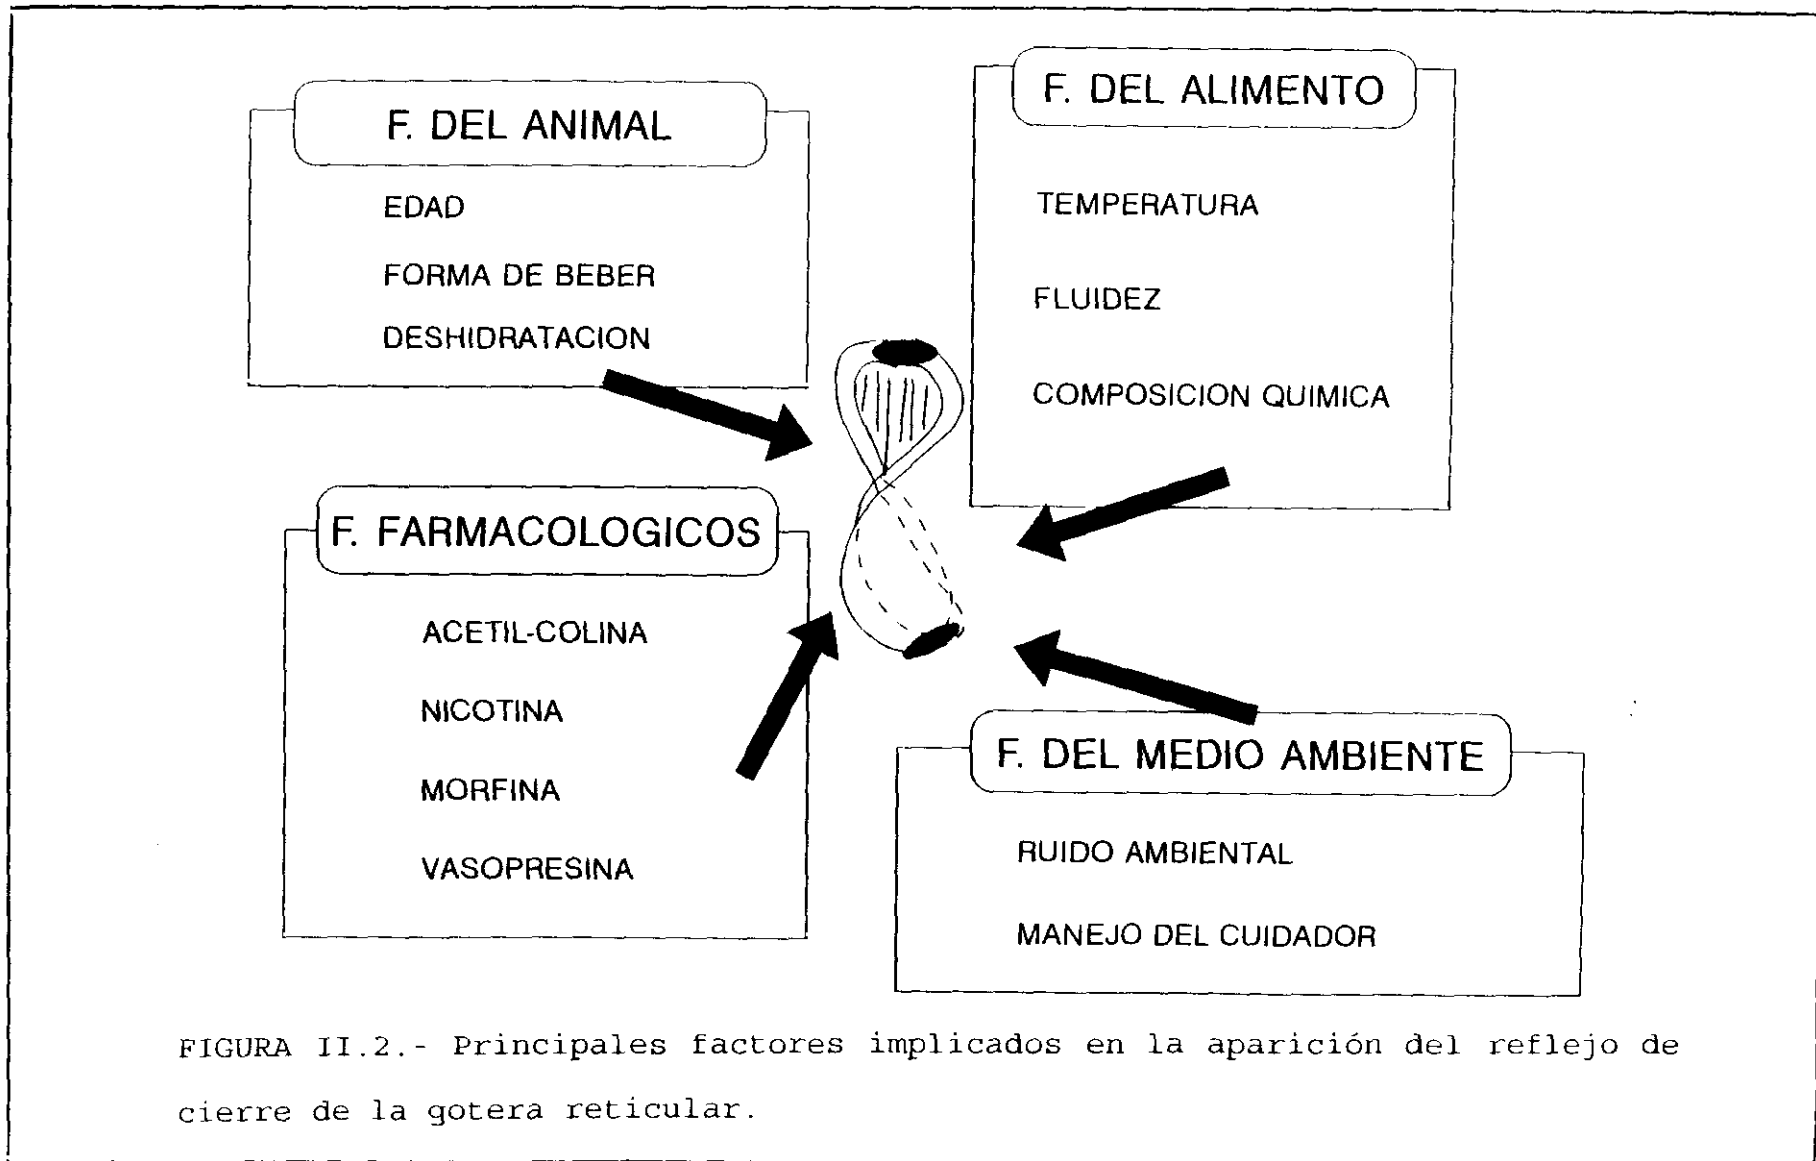 F. DEL ANIMAL
EDAD
FORMA DE BEBER
DESHIDRATACION
F. DEL ALIMENTO
TEMPERATURA
FLUIDEZ
COMPOSICION QUIMICA
F. FARMACOLOGICOS
ACETIL-COLINA
NICOTINA
MORFINA
VASOPRESINA
F. DEL MEDIO AMBIENTE
RUIDO AMBIENTAL
MANEJO DEL CUIDADOR
FIGURA II.2.- Principales factores implicados en la aparición del reflejo de
cierre de la gotera reticular.